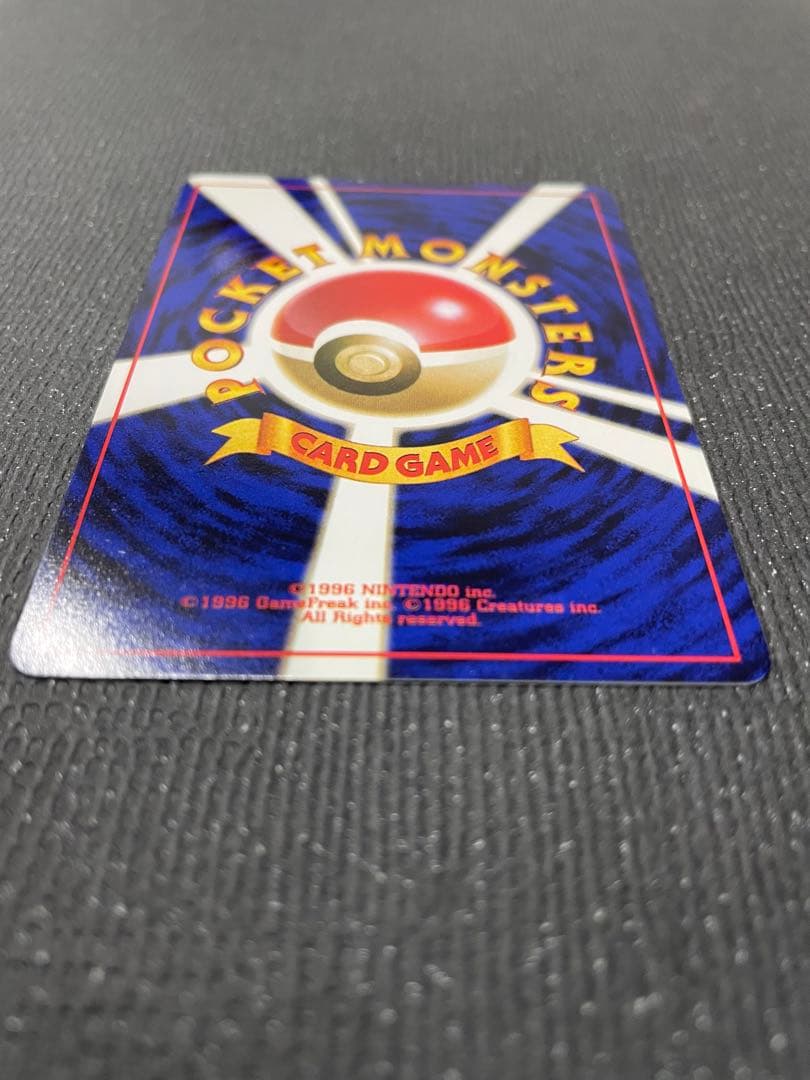 POCKET MONSTERS
CARD GAME
©1996 NINTENDO inc.
©1996 GameFreak inc. ©1996 Creatures inc.
All Rights reserved.